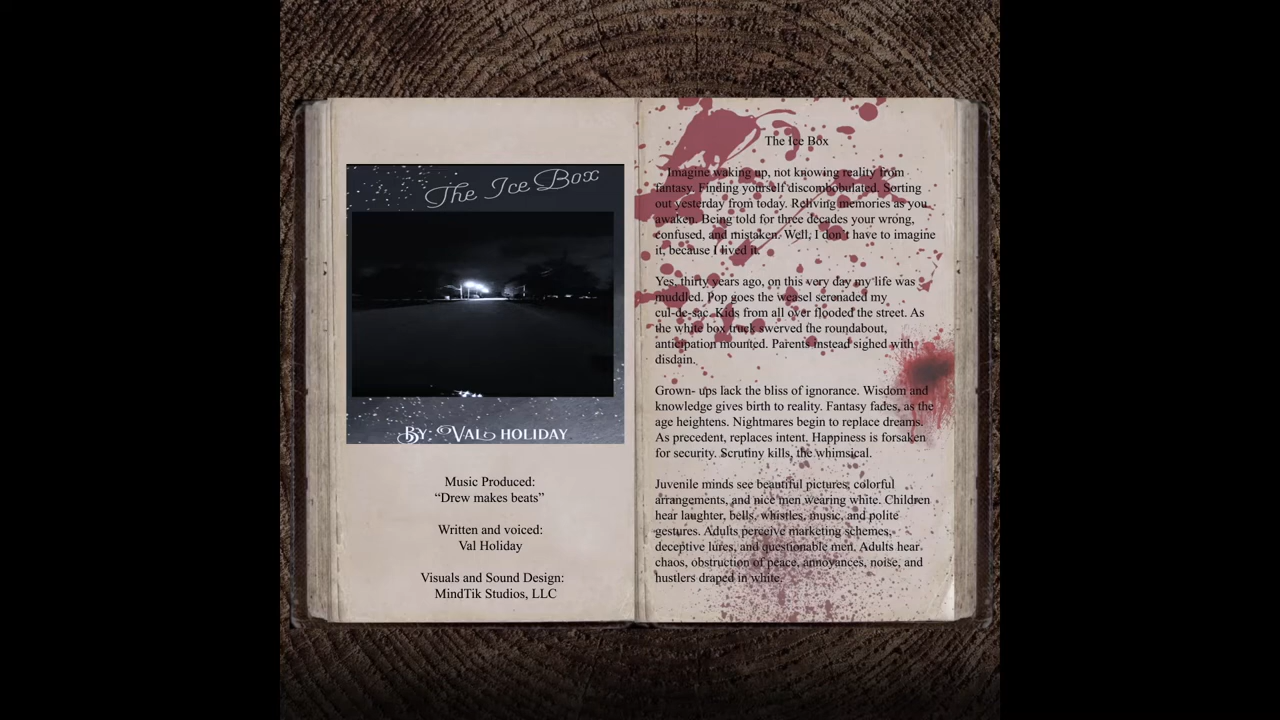 The Ice Box
By: Val Holiday
Music Produced:
“Drew makes beats”
Written and voiced:
Val Holiday
Visuals and Sound Design:
MindTik Studios, LLC
The Ice Box
Imagine waking up, not knowing reality from
fantasy. Finding yourself discombobulated. Sorting
out yesterday from today. Reliving memories as you
awaken. Being told for three decades your wrong,
confused, and mistaken. Well, I don’t have to imagine
it, because I lived it.
Yes, thirty years ago, on this very day my life was
muddled. Pop goes the weasel serenaded my
cul-de-sac. Kids from all over flooded the street. As
the white box truck swerved the roundabout,
anticipation mounted. Parents instead sighed with
disdain.
Grown- ups lack the bliss of ignorance. Wisdom and
knowledge gives birth to reality. Fantasy fades, as the
age heightens. Nightmares begin to replace dreams.
As precedent, replaces intent. Happiness is forsaken
for security. Scrutiny kills, the whimsical.
Juvenile minds see beautiful pictures, colorful
arrangements, and nice men wearing white. Children
hear laughter, bells, whistles, music, and polite
gestures. Adults perceive marketing schemes,
deceptive lures, and questionable men. Adults hear
chaos, obstruction of peace, annoyances, noise, and
hustlers draped in white.